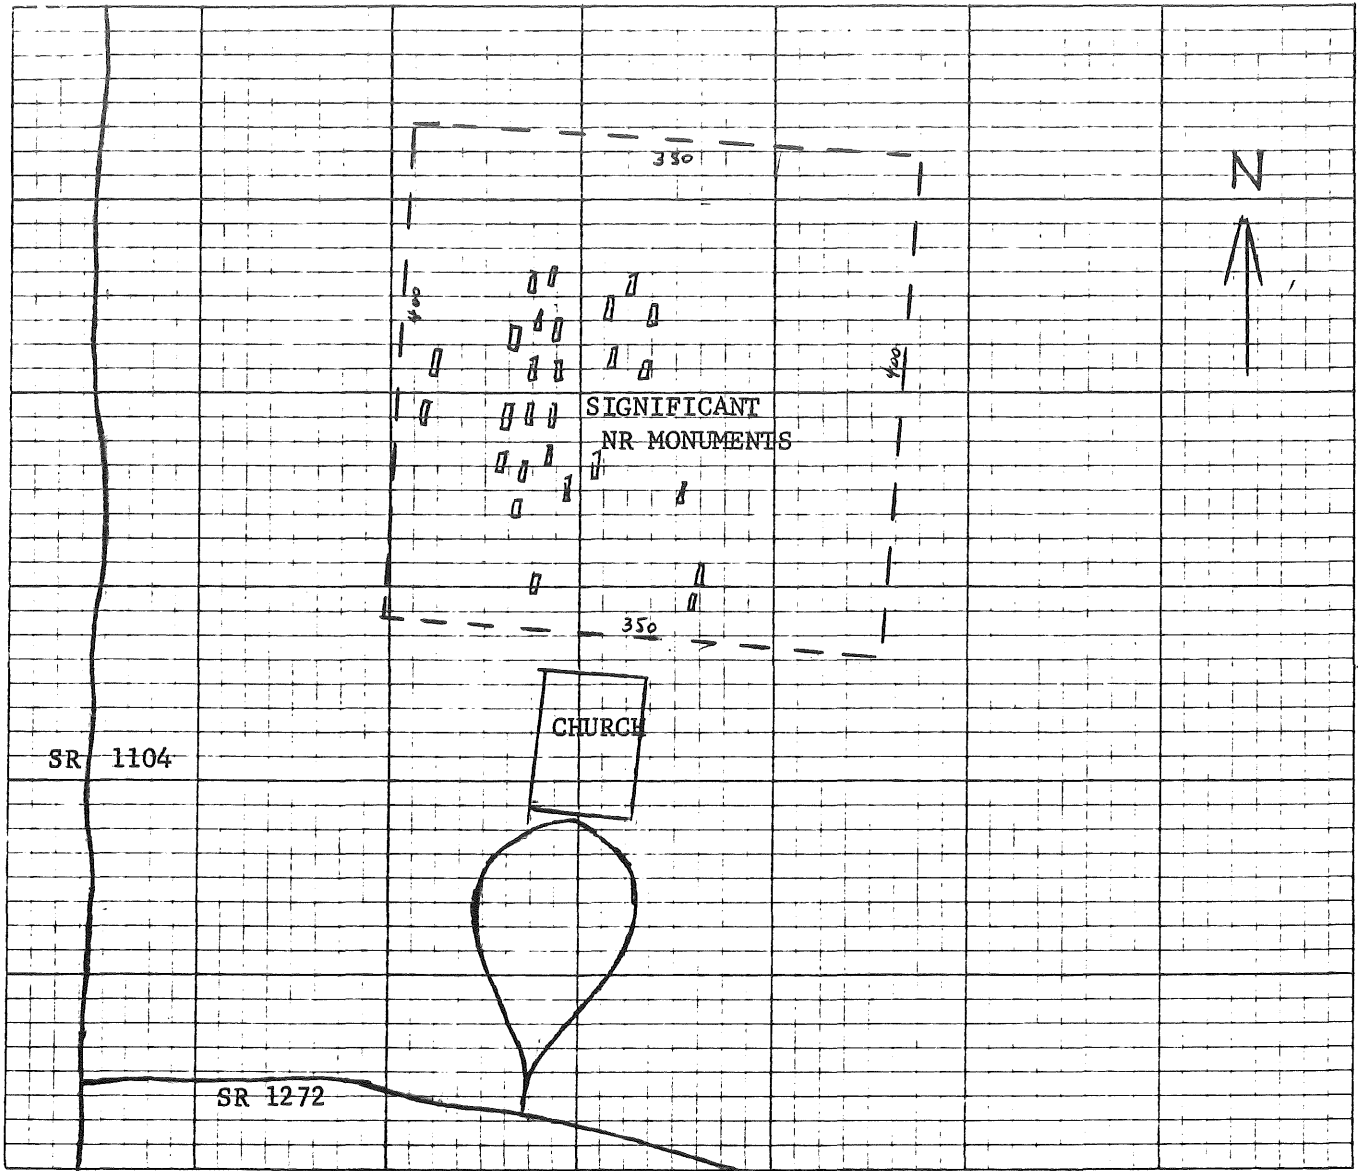 350
N
400
400
SIGNIFICANT
NR MONUMENTS
350
CHURCH
SR 1104
SR 1272